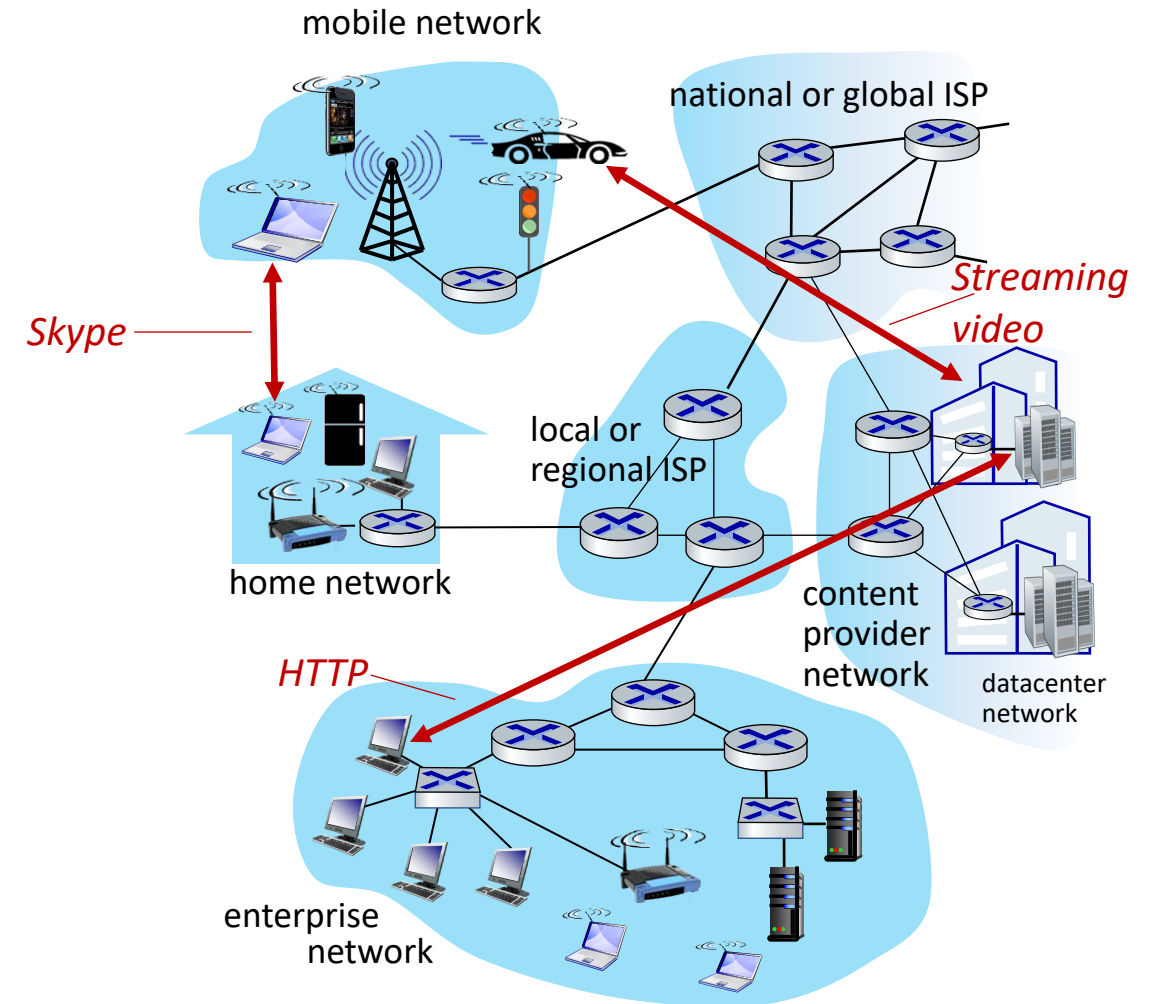 mobile network
national or global ISP
Streaming
video
Skype
local or
regional ISP
home network
content
provider
network
datacenter
network
HTTP
enterprise
network